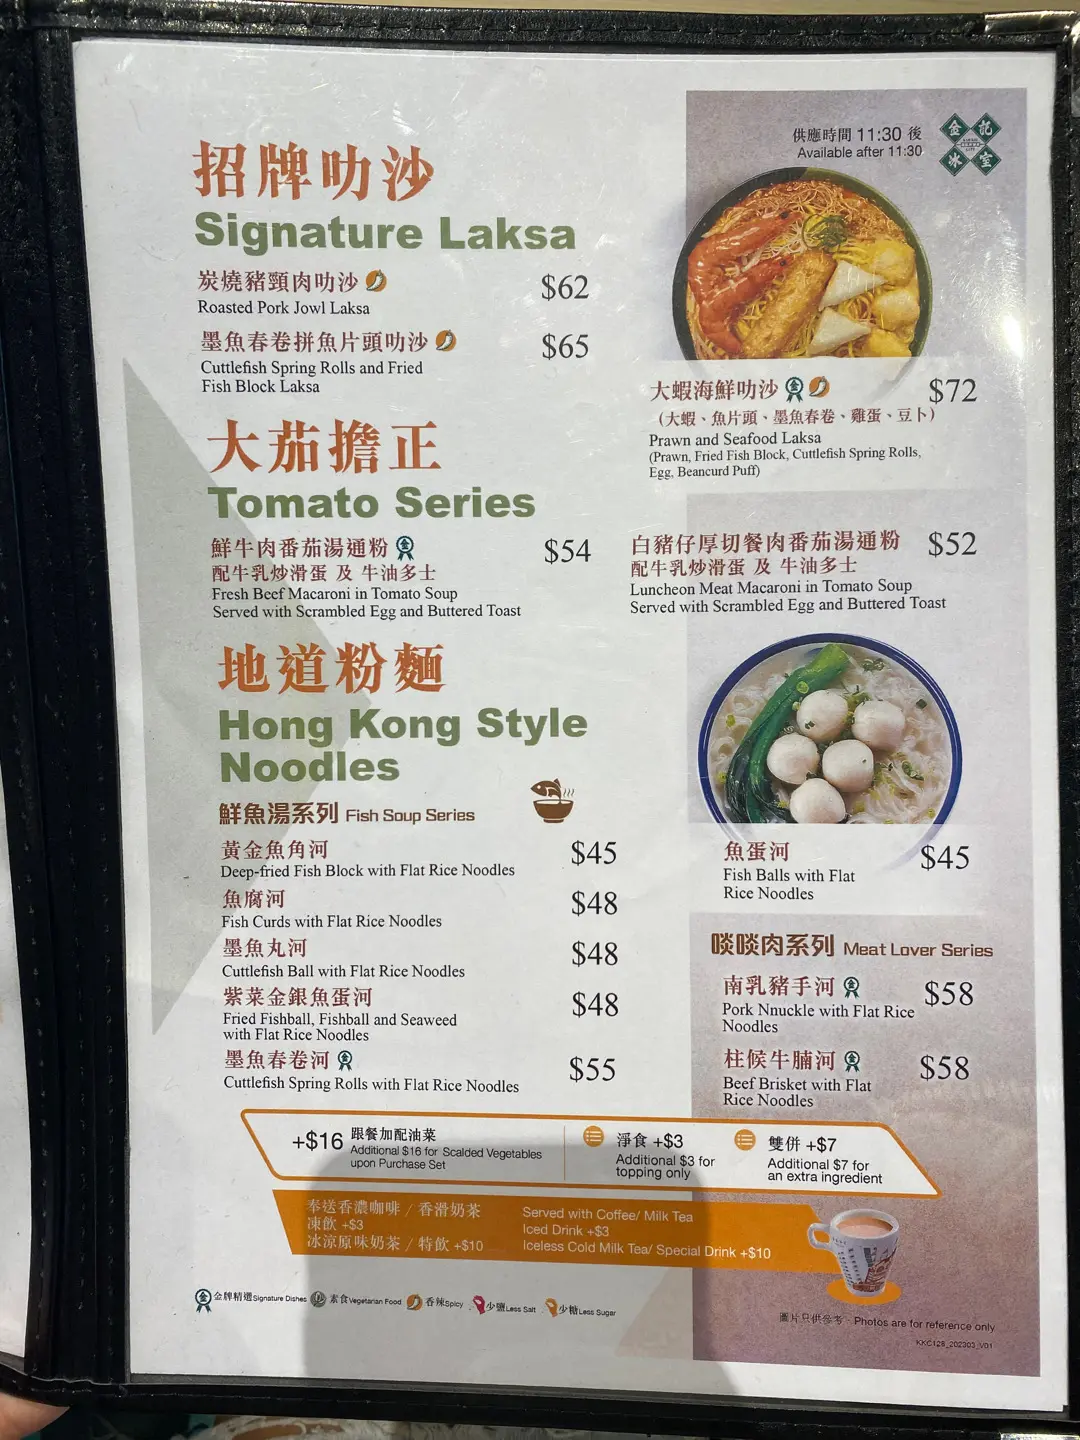 供應時間 11:30 後
Available after 11:30
金記冰室
招牌叻沙
Signature Laksa
炭燒豬頸肉叻沙 $62
Roasted Pork Jowl Laksa
墨魚春卷拼魚片頭叻沙 $65
Cuttlefish Spring Rolls and Fried
Fish Block Laksa
大蝦海鮮叻沙 $72
(大蝦、魚片頭、墨魚春卷、雞蛋、豆卜)
Prawn and Seafood Laksa
(Prawn, Fried Fish Block, Cuttlefish Spring Rolls,
Egg, Beancurd Puff)
大茄擔正
Tomato Series
鮮牛肉番茄湯通粉 $54
配牛乳炒滑蛋 及 牛油多士
Fresh Beef Macaroni in Tomato Soup
Served with Scrambled Egg and Buttered Toast
白豬仔厚切餐肉番茄湯通粉 $52
配牛乳炒滑蛋 及 牛油多士
Luncheon Meat Macaroni in Tomato Soup
Served with Scrambled Egg and Buttered Toast
地道粉麵
Hong Kong Style
Noodles
鮮魚湯系列 Fish Soup Series
黃金魚角河 $45
Deep-fried Fish Block with Flat Rice Noodles
魚腐河 $48
Fish Curds with Flat Rice Noodles
墨魚丸河 $48
Cuttlefish Ball with Flat Rice Noodles
紫菜金銀魚蛋河 $48
Fried Fishball, Fishball and Seaweed
with Flat Rice Noodles
墨魚春卷河 $55
Cuttlefish Spring Rolls with Flat Rice Noodles
魚蛋河 $45
Fish Balls with Flat
Rice Noodles
啖啖肉系列 Meat Lover Series
南乳豬手河 $58
Pork Nnuckle with Flat Rice
Noodles
柱候牛腩河 $58
Beef Brisket with Flat
Rice Noodles
+$16 跟餐加配油菜
Additional $16 for Scalded Vegetables
upon Purchase Set
淨食 +$3
Additional $3 for
topping only
雙併 +$7
Additional $7 for
an extra ingredient
奉送香濃咖啡 / 香滑奶茶
凍飲 +$3
冰涼原味奶茶 / 特飲 +$10
Served with Coffee/ Milk Tea
Iced Drink +$3
Iceless Cold Milk Tea/ Special Drink +$10
金牌精選 Signature Dishes 素食 Vegetarian Food 香辣 Spicy 少鹽 Less Salt 少糖 Less Sugar
圖片只供參考。Photos are for reference only
KKC128_202303_V01